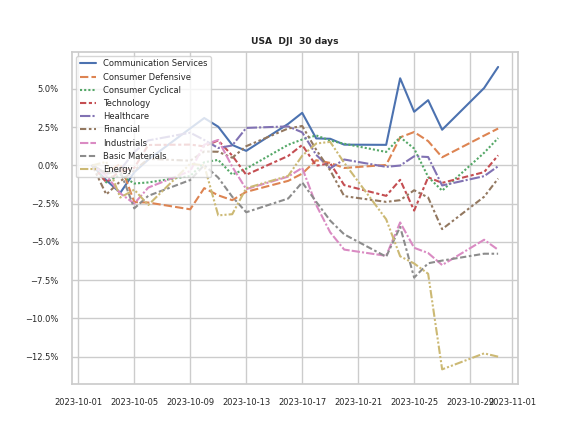 USA DJI 30 days
Communication Services
Consumer Defensive
Consumer Cyclical
Technology
Healthcare
Financial
Industrials
Basic Materials
Energy
5.0%
2.5%
0.0%
−2.5%
−5.0%
−7.5%
−10.0%
−12.5%
2023-10-01 2023-10-05 2023-10-09 2023-10-13 2023-10-17 2023-10-21 2023-10-25 2023-10-29 2023-11-01